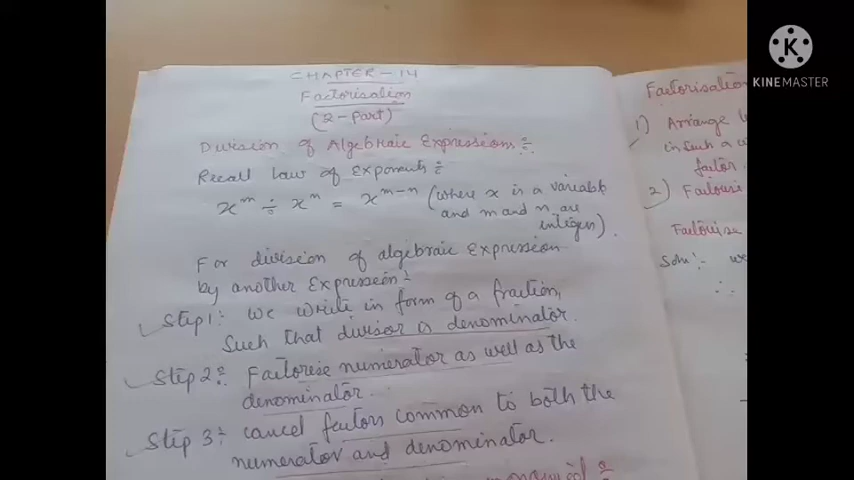 CHAPTER - 14
Factorisation
(2-Part)
Division of Algebraic Expressions:-
Recall Law of Exponents:-
x^m ÷ x^n = x^m-n (where x is a variable
and m and n are
integers).
For division of algebraic Expression
by another Expression:-
Step 1: We write in form of a fraction,
Such that divisor a denominator.
Step 2: Factorise numerator as well as the
denominator.
Step 3: cancel factors common to both the
numerator and denominator.
Factorisation
1) Arrange
in such a
factor.
2) Factorise
Factorise
Soln:- we
∴
K
KINEMASTER